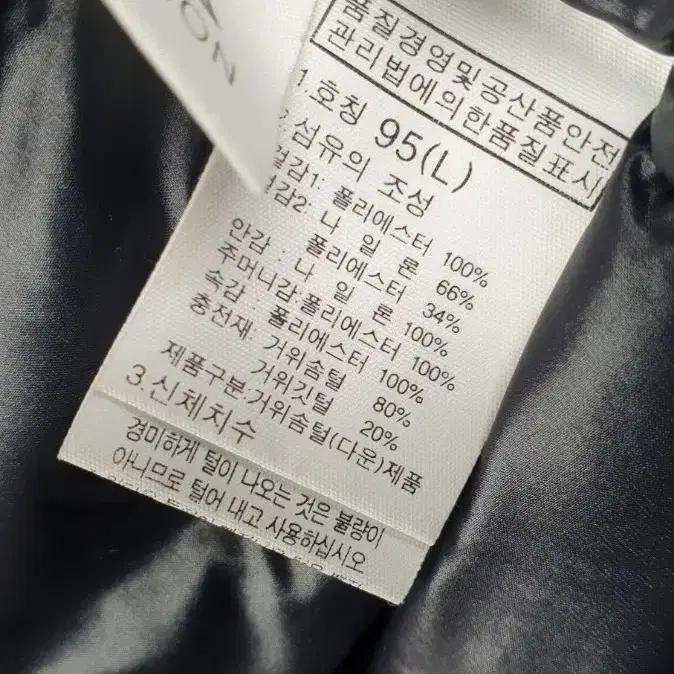 ION
품질경영및공산품안전
관리법에의한품질표시
1.호칭 95(L)
섬유의 조성
겉감1: 폴리에스터 100%
겉감2: 나 일 론 66%
폴리에스터 34%
안감 : 나 일 론 100%
주머니감:폴리에스터 100%
속감 : 폴리에스터 100%
충전재: 거위솜털 80%
거위깃털 20%
제품구분:거위솜털(다운)제품
3.신체치수
경미하게 털이 나오는 것은 불량이
아니므로 털어 내고 사용하십시오